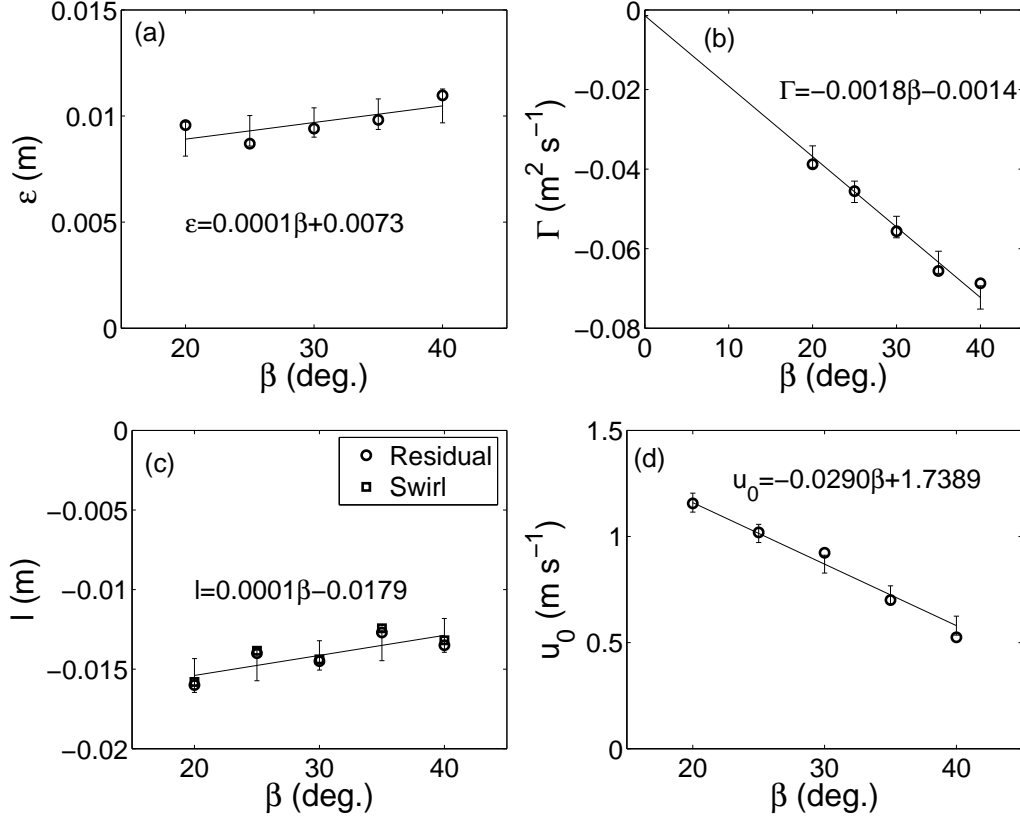 (a)
0.015
0.01
0.005
0
ε (m)
ε=0.0001β+0.0073
20
30
40
β (deg.)
(b)
0
−0.02
−0.04
−0.06
−0.08
Γ (m² s⁻¹)
Γ=−0.0018β−0.0014
0
10
20
30
40
β (deg.)
(c)
0
−0.005
−0.01
−0.015
−0.02
l (m)
Residual
Swirl
l=0.0001β−0.0179
20
30
40
β (deg.)
(d)
1.5
1
0.5
0
u₀ (m s⁻¹)
u₀=−0.0290β+1.7389
20
30
40
β (deg.)